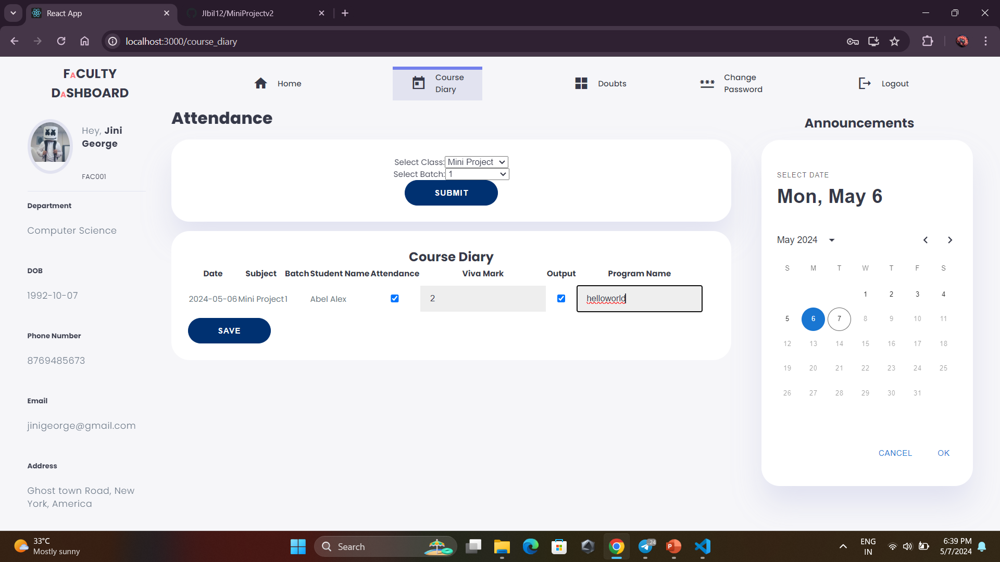 React App
JIbil12/MiniProjectv2
localhost:3000/course_diary
FACULTY
DASHBOARD
Home
Course
Diary
Doubts
Change
Password
Logout
Hey, Jini
George
FAC001
Department
Computer Science
DOB
1992-10-07
Phone Number
8769485673
Email
jinigeorge@gmail.com
Address
Ghost town Road, New
York, America
Attendance
Select Class: Mini Project
Select Batch: 1
SUBMIT
Course Diary
Date Subject Batch Student Name Attendance Viva Mark Output Program Name
2024-05-06 Mini Project 1 Abel Alex 2 helloworld
SAVE
Announcements
SELECT DATE
Mon, May 6
May 2024
S M T W T F S
1 2 3 4
5 6 7 8 9 10 11
12 13 14 15 16 17 18
19 20 21 22 23 24 25
26 27 28 29 30 31
CANCEL OK
33°C
Mostly sunny
Search
24
ENG
IN
6:39 PM
5/7/2024